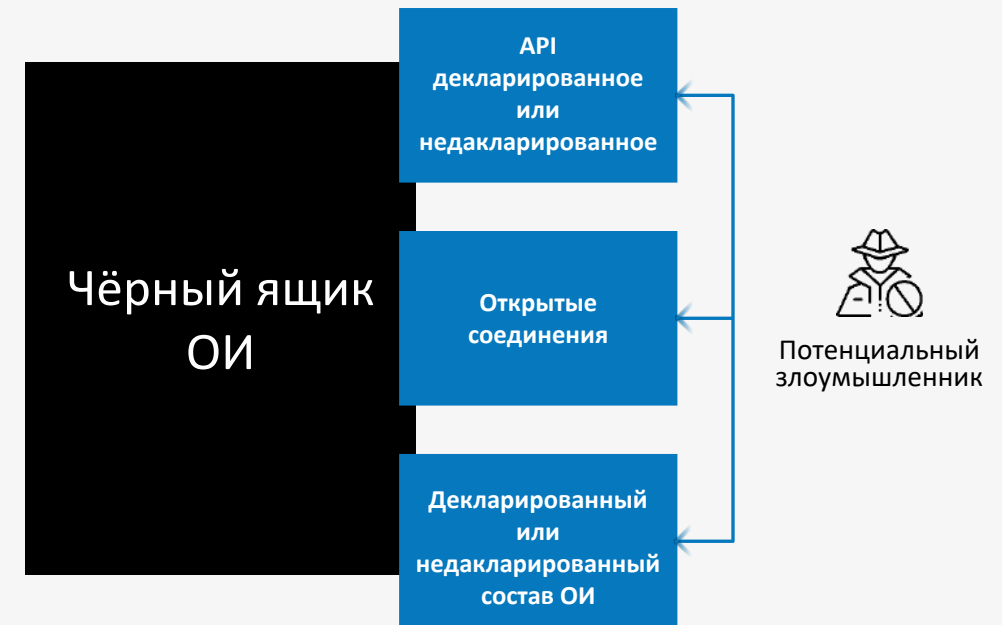 API
декларированное
или
недакларированное
Чёрный ящик
ОИ
Открытые
соединения
Потенциальный
злоумышленник
Декларированный
или
недакларированный
состав ОИ